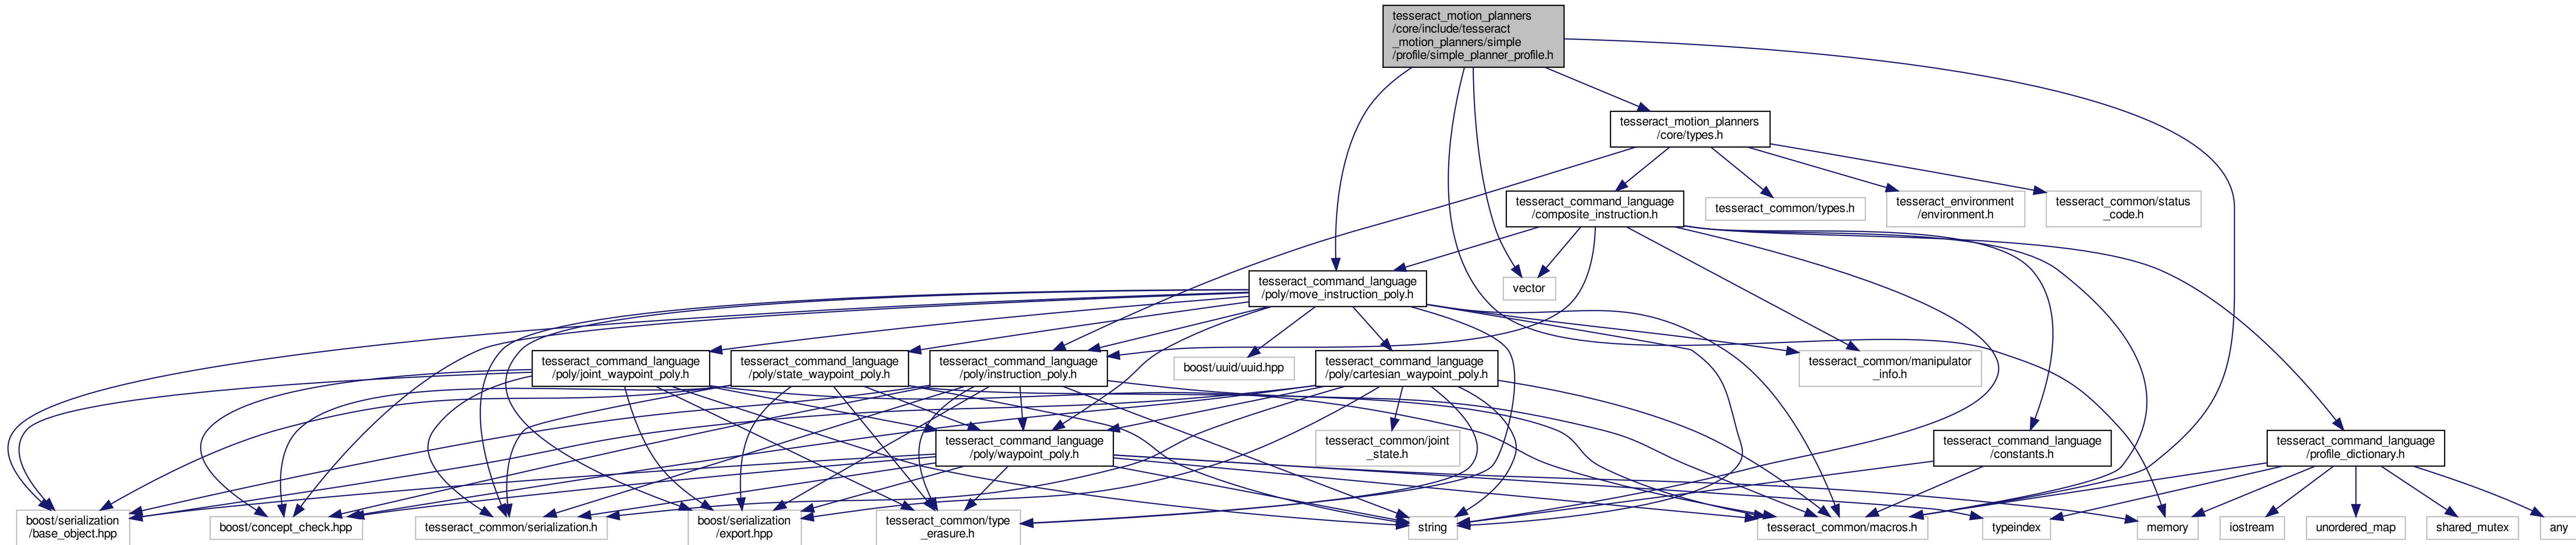 tesseract_motion_planners
/core/include/tesseract
_motion_planners/simple
/profile/simple_planner_profile.h
tesseract_motion_planners
/core/types.h
tesseract_command_language
/composite_instruction.h
tesseract_common/types.h
tesseract_environment
/environment.h
tesseract_common/status
_code.h
tesseract_command_language
/poly/move_instruction_poly.h
vector
tesseract_command_language
/poly/joint_waypoint_poly.h
tesseract_command_language
/poly/state_waypoint_poly.h
tesseract_command_language
/poly/instruction_poly.h
boost/uuid/uuid.hpp
tesseract_command_language
/poly/cartesian_waypoint_poly.h
tesseract_common/manipulator
_info.h
tesseract_command_language
/poly/waypoint_poly.h
tesseract_common/joint
_state.h
tesseract_command_language
/constants.h
tesseract_command_language
/profile_dictionary.h
boost/serialization
/base_object.hpp
boost/concept_check.hpp
tesseract_common/serialization.h
boost/serialization
/export.hpp
tesseract_common/type
_erasure.h
string
tesseract_common/macros.h
typeindex
memory
iostream
unordered_map
shared_mutex
any